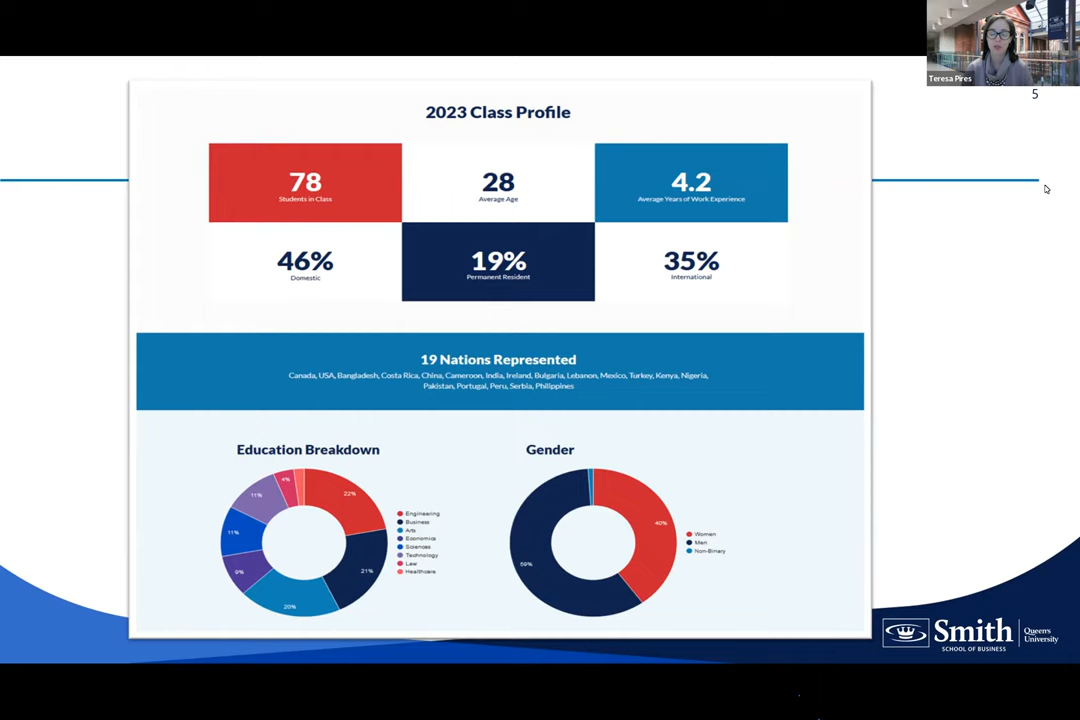 Teresa Pires
5
2023 Class Profile
78
Students in Class
28
Average Age
4.2
Average Years of Work Experience
46%
Domestic
19%
Permanent Resident
35%
International
19 Nations Represented
Canada, USA, Bangladesh, Costa Rica, China, Cameroon, India, Ireland, Bulgaria, Lebanon, Mexico, Turkey, Kenya, Nigeria,
Pakistan, Portugal, Peru, Serbia, Philippines
Education Breakdown
22%
21%
20%
9%
11%
11%
4%
Engineering
Business
Arts
Economics
Sciences
Technology
Law
Healthcare
Gender
40%
59%
Women
Men
Non-Binary
Smith
SCHOOL OF BUSINESS
Queen's
University